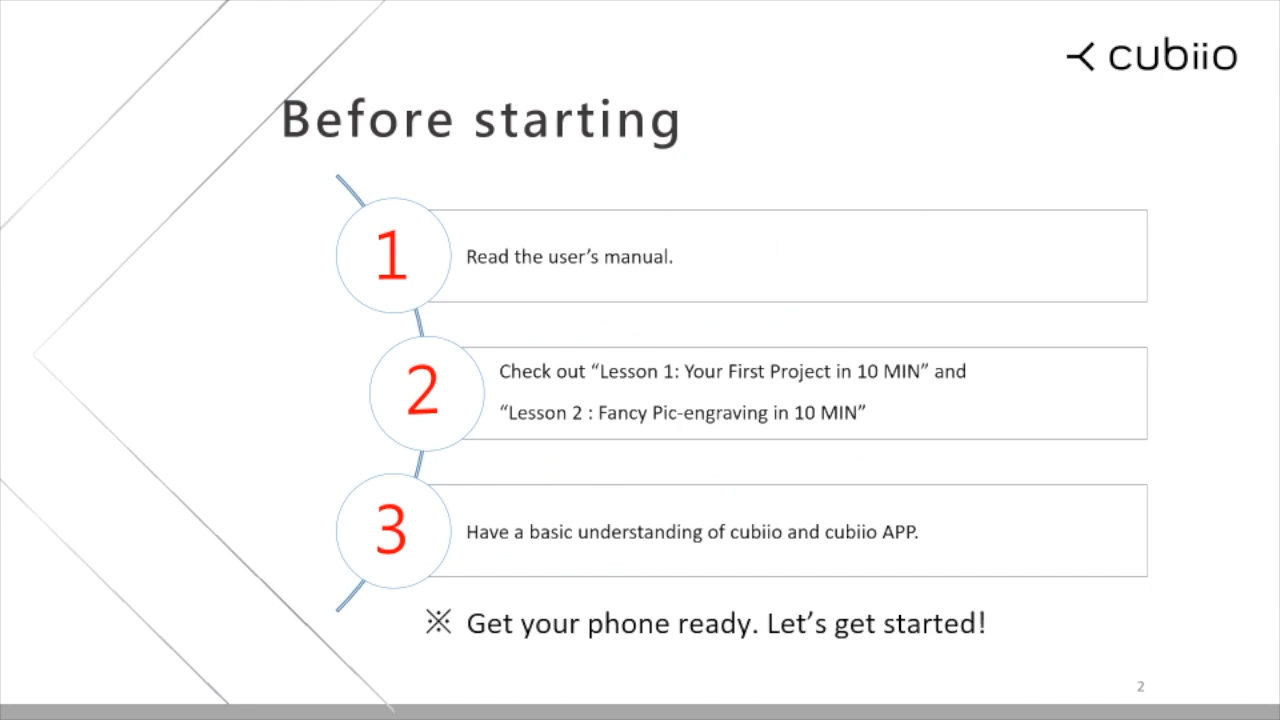 cubiio
Before starting
1
Read the user’s manual.
2
Check out “Lesson 1: Your First Project in 10 MIN” and
“Lesson 2 : Fancy Pic-engraving in 10 MIN”
3
Have a basic understanding of cubiio and cubiio APP.
※ Get your phone ready. Let’s get started!
2